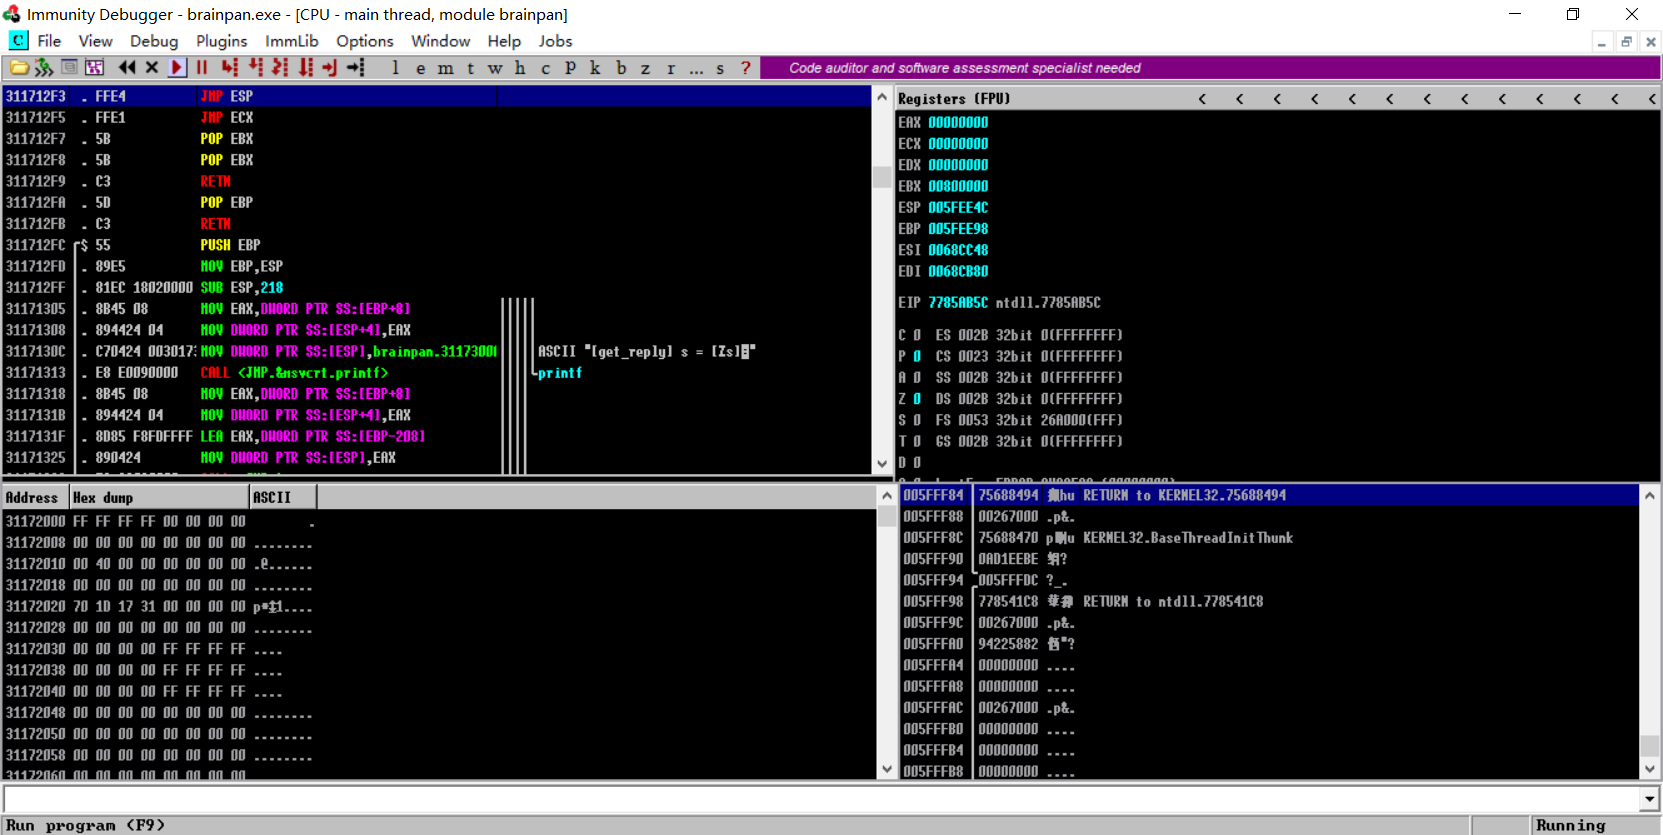 Immunity Debugger - brainpan.exe - [CPU - main thread, module brainpan]
File View Debug Plugins ImmLib Options Window Help Jobs
l e m t w h c P k b z r ... s ?
Code auditor and software assessment specialist needed
311712F3 . FFE4 JMP ESP
311712F5 . FFE1 JMP ECX
311712F7 . 5B POP EBX
311712F8 . 5B POP EBX
311712F9 . C3 RETN
311712FA . 5D POP EBP
311712FB . C3 RETN
311712FC $ 55 PUSH EBP
311712FD . 89E5 MOV EBP,ESP
311712FF . 81EC 18020000 SUB ESP,218
31171305 . 8B45 08 MOV EAX,DWORD PTR SS:[EBP+8]
31171308 . 894424 04 MOV DWORD PTR SS:[ESP+4],EAX
3117130C . C70424 0030173 MOV DWORD PTR SS:[ESP],brainpan.3117300 ASCII "[get_reply] s = [%s]
31171313 . E8 E0090000 CALL <JMP.&msvcrt.printf> printf
31171318 . 8B45 08 MOV EAX,DWORD PTR SS:[EBP+8]
3117131B . 894424 04 MOV DWORD PTR SS:[ESP+4],EAX
3117131F . 8D85 F8FDFFFF LEA EAX,DWORD PTR SS:[EBP-208]
31171325 . 890424 MOV DWORD PTR SS:[ESP],EAX
Registers (FPU) < < < < < < < < < < < < <
EAX 00000000
ECX 00000000
EDX 00000000
EBX 00800000
ESP 005FEE4C
EBP 005FEE98
ESI 0068CC48
EDI 0068CB80
EIP 7785AB5C ntdll.7785AB5C
C 0 ES 002B 32bit 0(FFFFFFFF)
P 0 CS 0023 32bit 0(FFFFFFFF)
A 0 SS 002B 32bit 0(FFFFFFFF)
Z 0 DS 002B 32bit 0(FFFFFFFF)
S 0 FS 0053 32bit 26A000(FFF)
T 0 GS 002B 32bit 0(FFFFFFFF)
D 0
Address Hex dump ASCII
31172000 FF FF FF FF 00 00 00 00 .
31172008 00 00 00 00 00 00 00 00 ........
31172010 00 40 00 00 00 00 00 00 .@......
31172018 00 00 00 00 00 00 00 00 ........
31172020 70 1D 17 31 00 00 00 00
31172028 00 00 00 00 00 00 00 00 ........
31172030 00 00 00 00 FF FF FF FF ....
31172038 00 00 00 00 FF FF FF FF ....
31172040 00 00 00 00 FF FF FF FF ....
31172048 00 00 00 00 00 00 00 00 ........
31172050 00 00 00 00 00 00 00 00 ........
31172058 00 00 00 00 00 00 00 00 ........
31172060 00 00 00 00 00 00 00 00
005FFF84 75688494 RETURN to KERNEL32.75688494
005FFF88 00267000 .p&.
005FFF8C 75688470 KERNEL32.BaseThreadInitThunk
005FFF90 0AD1EEBE
005FFF94 005FFFDC ?_.
005FFF98 778541C8 RETURN to ntdll.778541C8
005FFF9C 00267000 .p&.
005FFFA0 94225882
005FFFA4 00000000 ....
005FFFA8 00000000 ....
005FFFAC 00267000 .p&.
005FFFB0 00000000 ....
005FFFB4 00000000 ....
005FFFB8 00000000 ....
Run program (F9)
Running